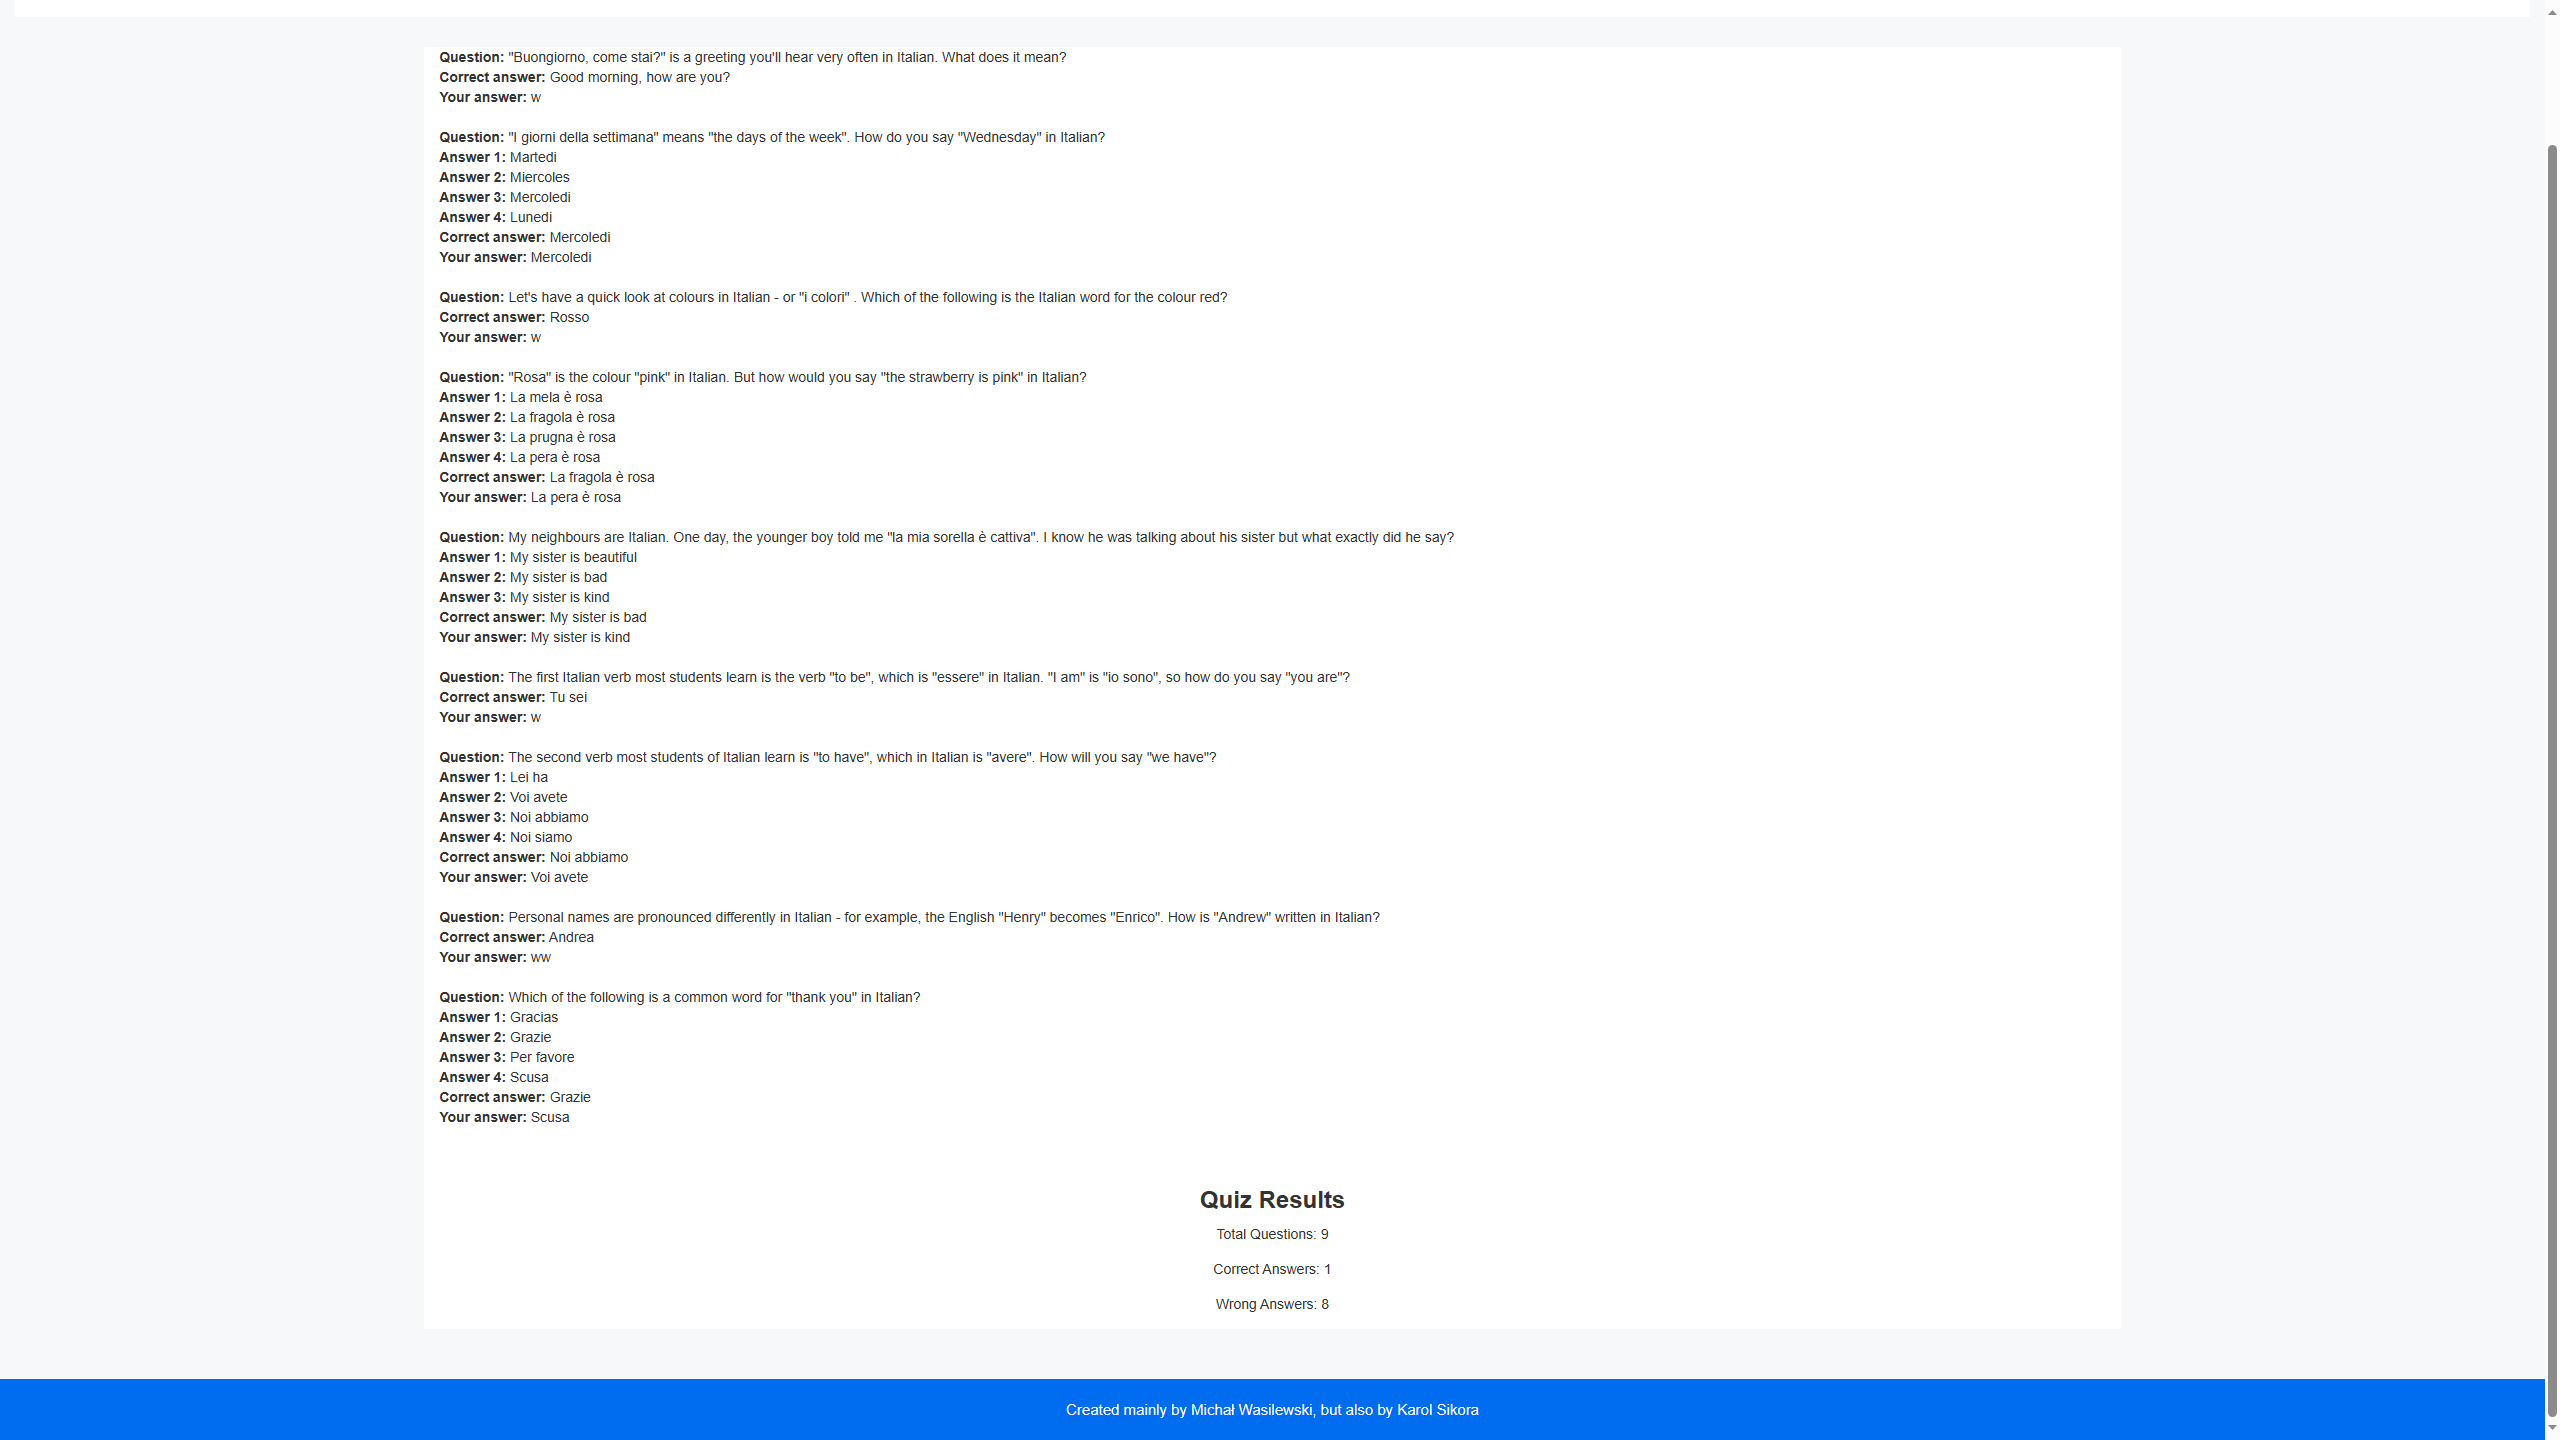 Question: "Buongiorno, come stai?" is a greeting you'll hear very often in Italian. What does it mean?
Correct answer: Good morning, how are you?
Your answer: w
Question: "I giorni della settimana" means "the days of the week". How do you say "Wednesday" in Italian?
Answer 1: Martedi
Answer 2: Miercoles
Answer 3: Mercoledi
Answer 4: Lunedi
Correct answer: Mercoledi
Your answer: Mercoledi
Question: Let's have a quick look at colours in Italian - or "i colori" . Which of the following is the Italian word for the colour red?
Correct answer: Rosso
Your answer: w
Question: "Rosa" is the colour "pink" in Italian. But how would you say "the strawberry is pink" in Italian?
Answer 1: La mela è rosa
Answer 2: La fragola è rosa
Answer 3: La prugna è rosa
Answer 4: La pera è rosa
Correct answer: La fragola è rosa
Your answer: La pera è rosa
Question: My neighbours are Italian. One day, the younger boy told me "la mia sorella è cattiva". I know he was talking about his sister but what exactly did he say?
Answer 1: My sister is beautiful
Answer 2: My sister is bad
Answer 3: My sister is kind
Correct answer: My sister is bad
Your answer: My sister is kind
Question: The first Italian verb most students learn is the verb "to be", which is "essere" in Italian. "I am" is "io sono", so how do you say "you are"?
Correct answer: Tu sei
Your answer: w
Question: The second verb most students of Italian learn is "to have", which in Italian is "avere". How will you say "we have"?
Answer 1: Lei ha
Answer 2: Voi avete
Answer 3: Noi abbiamo
Answer 4: Noi siamo
Correct answer: Noi abbiamo
Your answer: Voi avete
Question: Personal names are pronounced differently in Italian - for example, the English "Henry" becomes "Enrico". How is "Andrew" written in Italian?
Correct answer: Andrea
Your answer: ww
Question: Which of the following is a common word for "thank you" in Italian?
Answer 1: Gracias
Answer 2: Grazie
Answer 3: Per favore
Answer 4: Scusa
Correct answer: Grazie
Your answer: Scusa
Quiz Results
Total Questions: 9
Correct Answers: 1
Wrong Answers: 8
Created mainly by Michał Wasilewski, but also by Karol Sikora